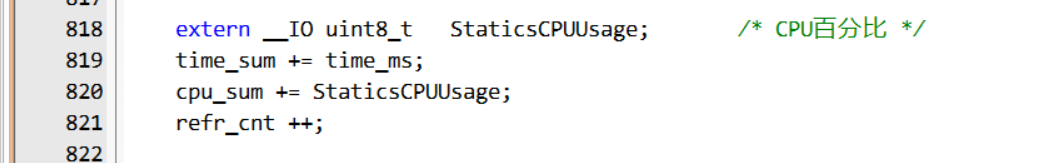 818 extern __IO uint8_t StaticsCPUUsage; /* CPU百分比 */
819 time_sum += time_ms;
820 cpu_sum += StaticsCPUUsage;
821 refr_cnt ++;
822